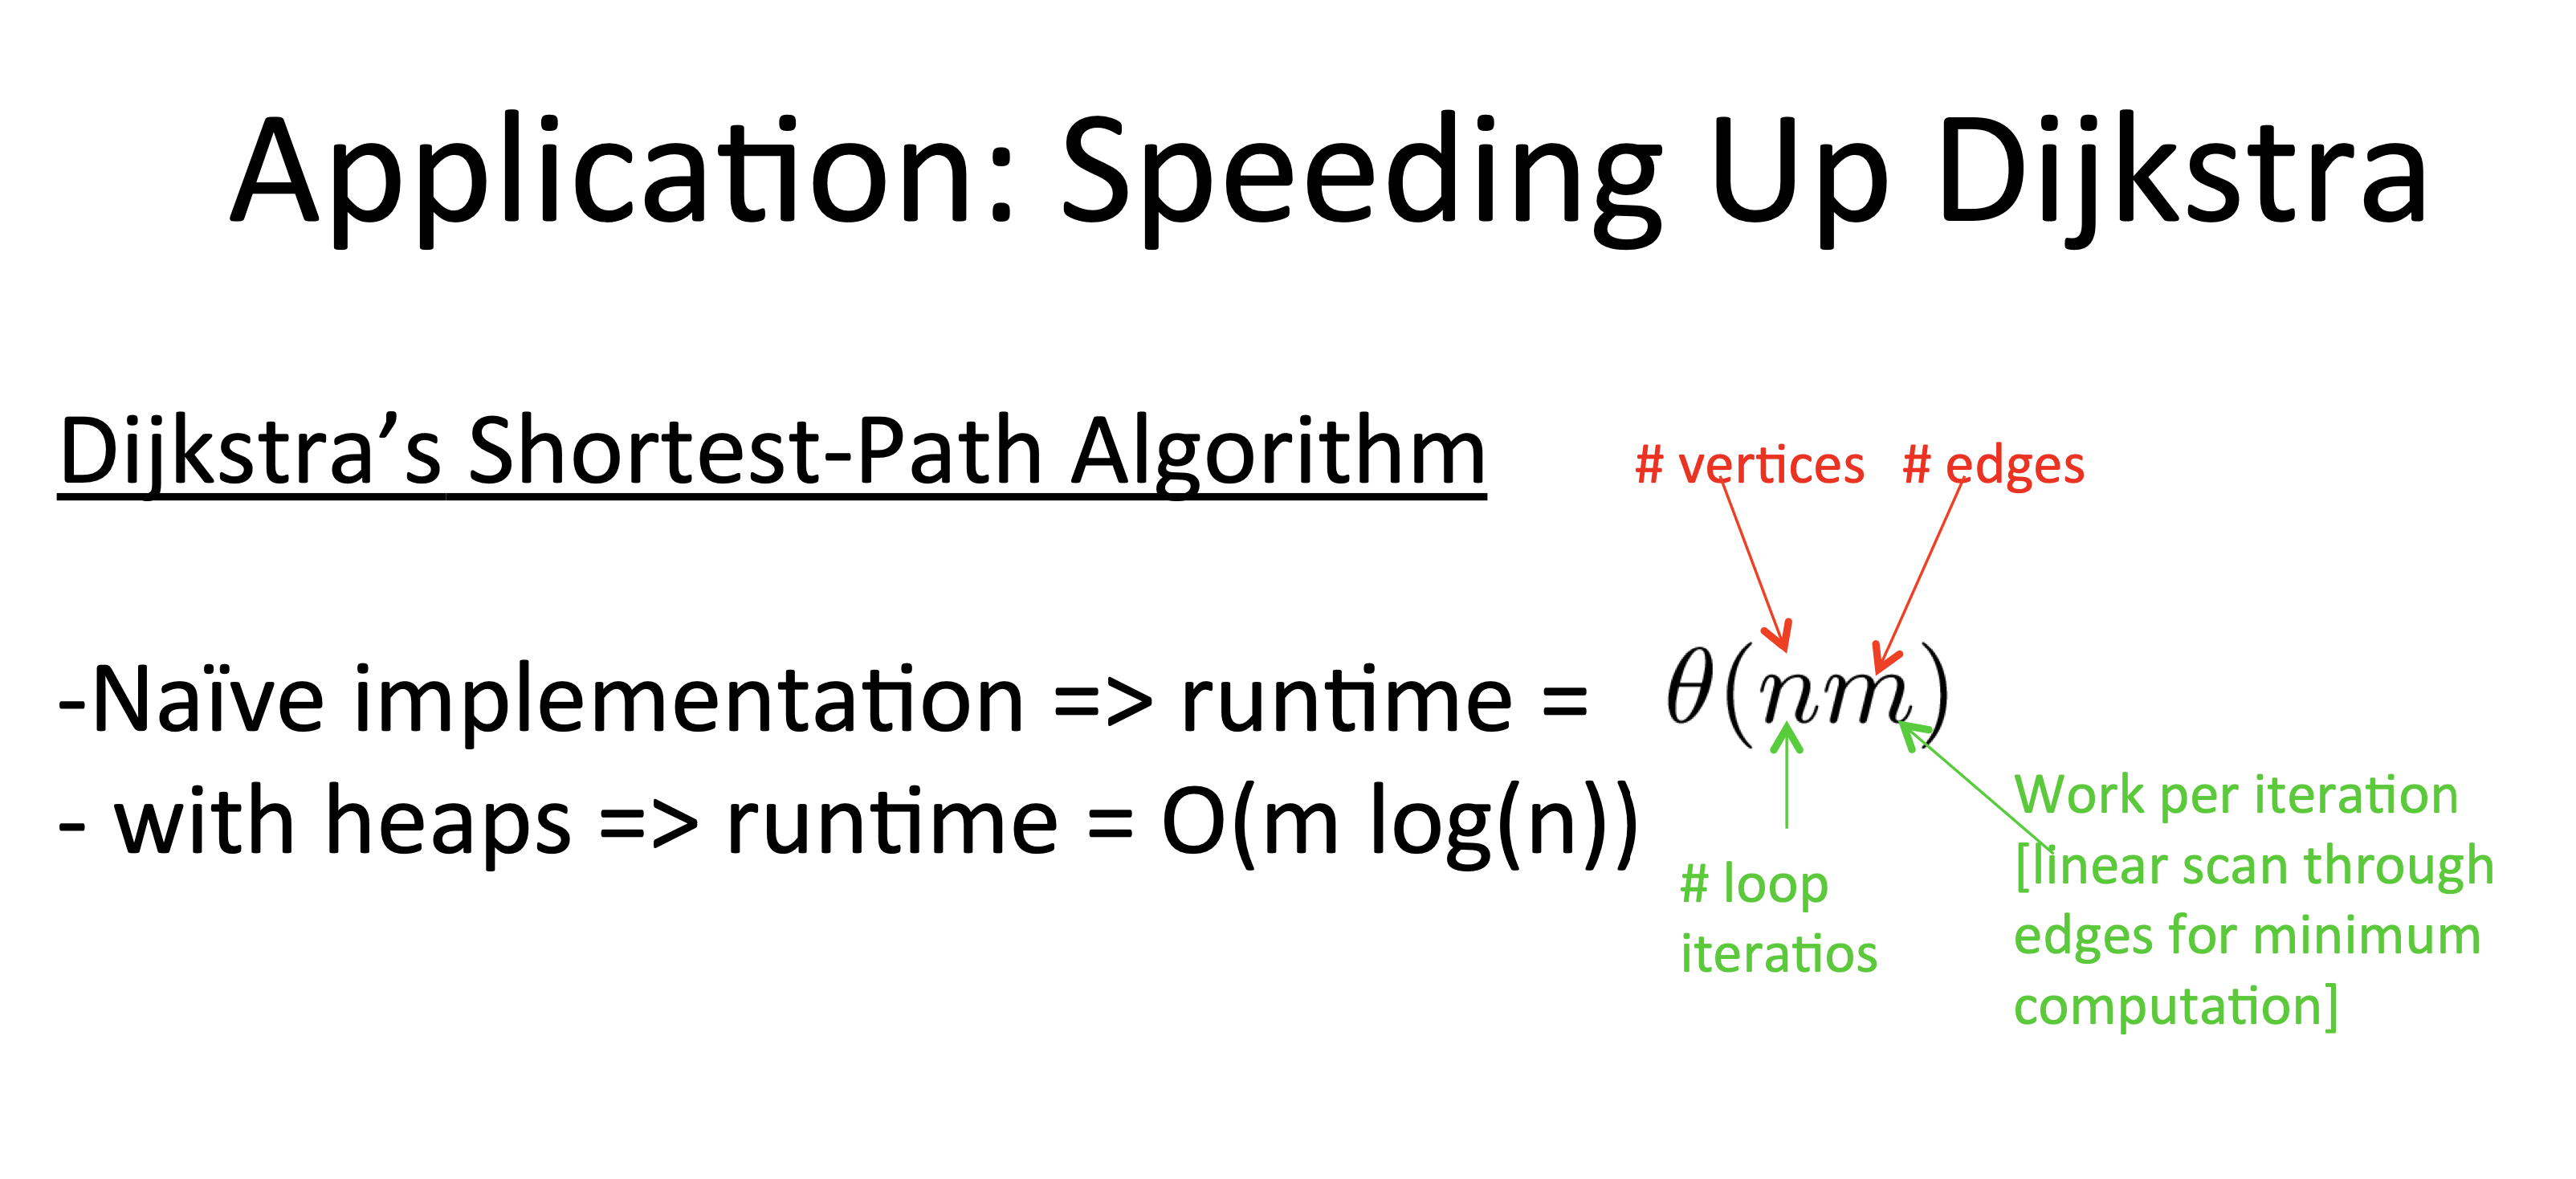 Application: Speeding Up Dijkstra
Dijkstra’s Shortest-Path Algorithm
# vertices # edges
-Naïve implementation => runtime = θ(nm)
- with heaps => runtime = O(m log(n))
# loop
iteratios
Work per iteration
[linear scan through
edges for minimum
computation]